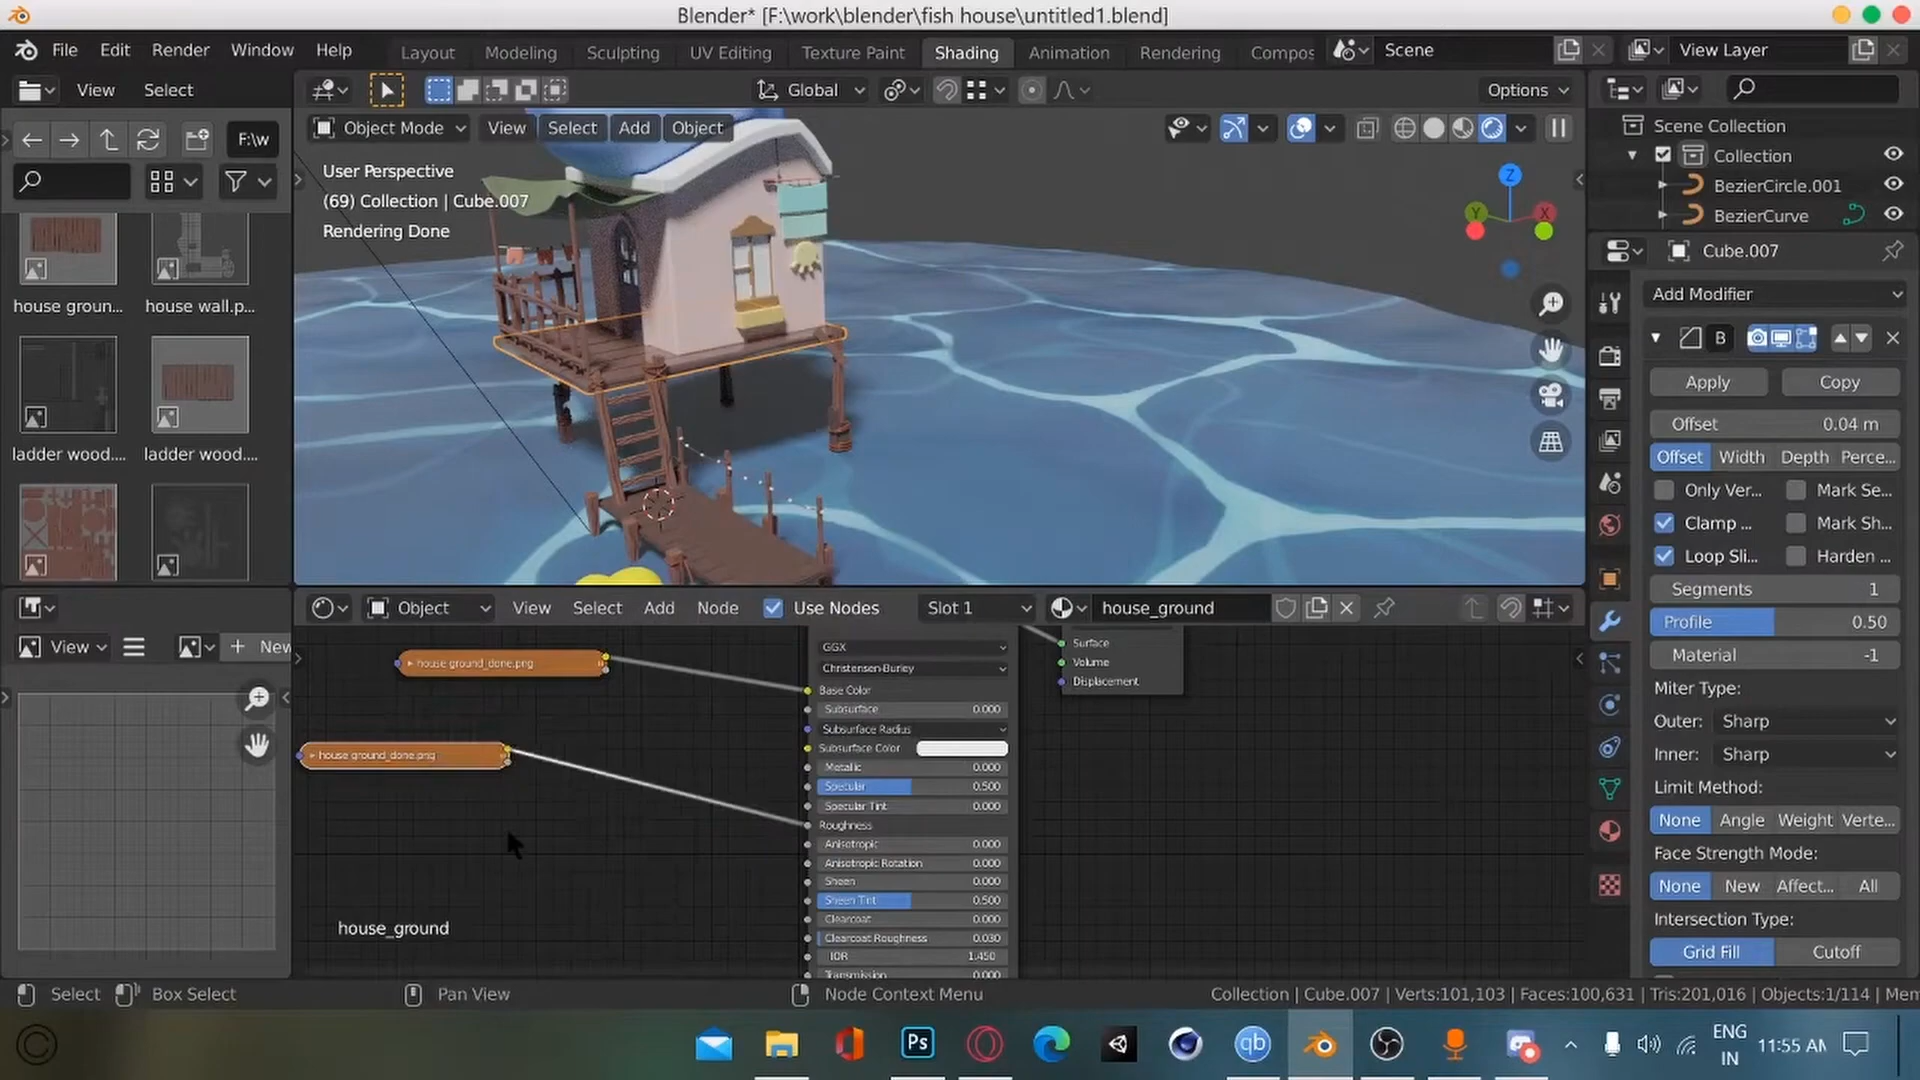 Blender* [F:\work\blender\fish house\untitled1.blend]
File Edit Render Window Help
Layout Modeling Sculpting UV Editing Texture Paint Shading Animation Rendering Compos
Scene
View Layer
View Select
Global
Options
F:\w
Object Mode View Select Add Object
User Perspective
(69) Collection | Cube.007
Rendering Done
Z
Y
X
house groun...
house wall.p...
ladder wood....
ladder wood....
Scene Collection
Collection
BezierCircle.001
BezierCurve
Cube.007
Add Modifier
B
Apply
Copy
Offset 0.04 m
Offset Width Depth Perce...
Only Ver...
Mark Se...
Clamp ...
Mark Sh...
Loop Sli...
Harden ...
Segments 1
Profile 0.50
Material -1
Miter Type:
Outer: Sharp
Inner: Sharp
Limit Method:
None Angle Weight Verte...
Face Strength Mode:
None New Affect... All
Intersection Type:
Grid Fill Cutoff
View
New
Object View Select Add Node Use Nodes Slot 1 house_ground
house ground_done.png
house ground_done.png
GGX
Christensen-Burley
Base Color
Subsurface 0.000
Subsurface Radius
Subsurface Color
Metallic 0.000
Specular 0.500
Specular Tint 0.000
Roughness
Anisotropic 0.000
Anisotropic Rotation 0.000
Sheen 0.000
Sheen Tint 0.500
Clearcoat 0.000
Clearcoat Roughness 0.030
IOR 1.450
Transmission 0.000
Surface
Volume
Displacement
house_ground
Select
Box Select
Pan View
Node Context Menu
Collection | Cube.007 | Verts:101,103 | Faces:100,631 | Tris:201,016 | Objects:1/114 | Mem
Ps
qb
ENG
IN
11:55 AM